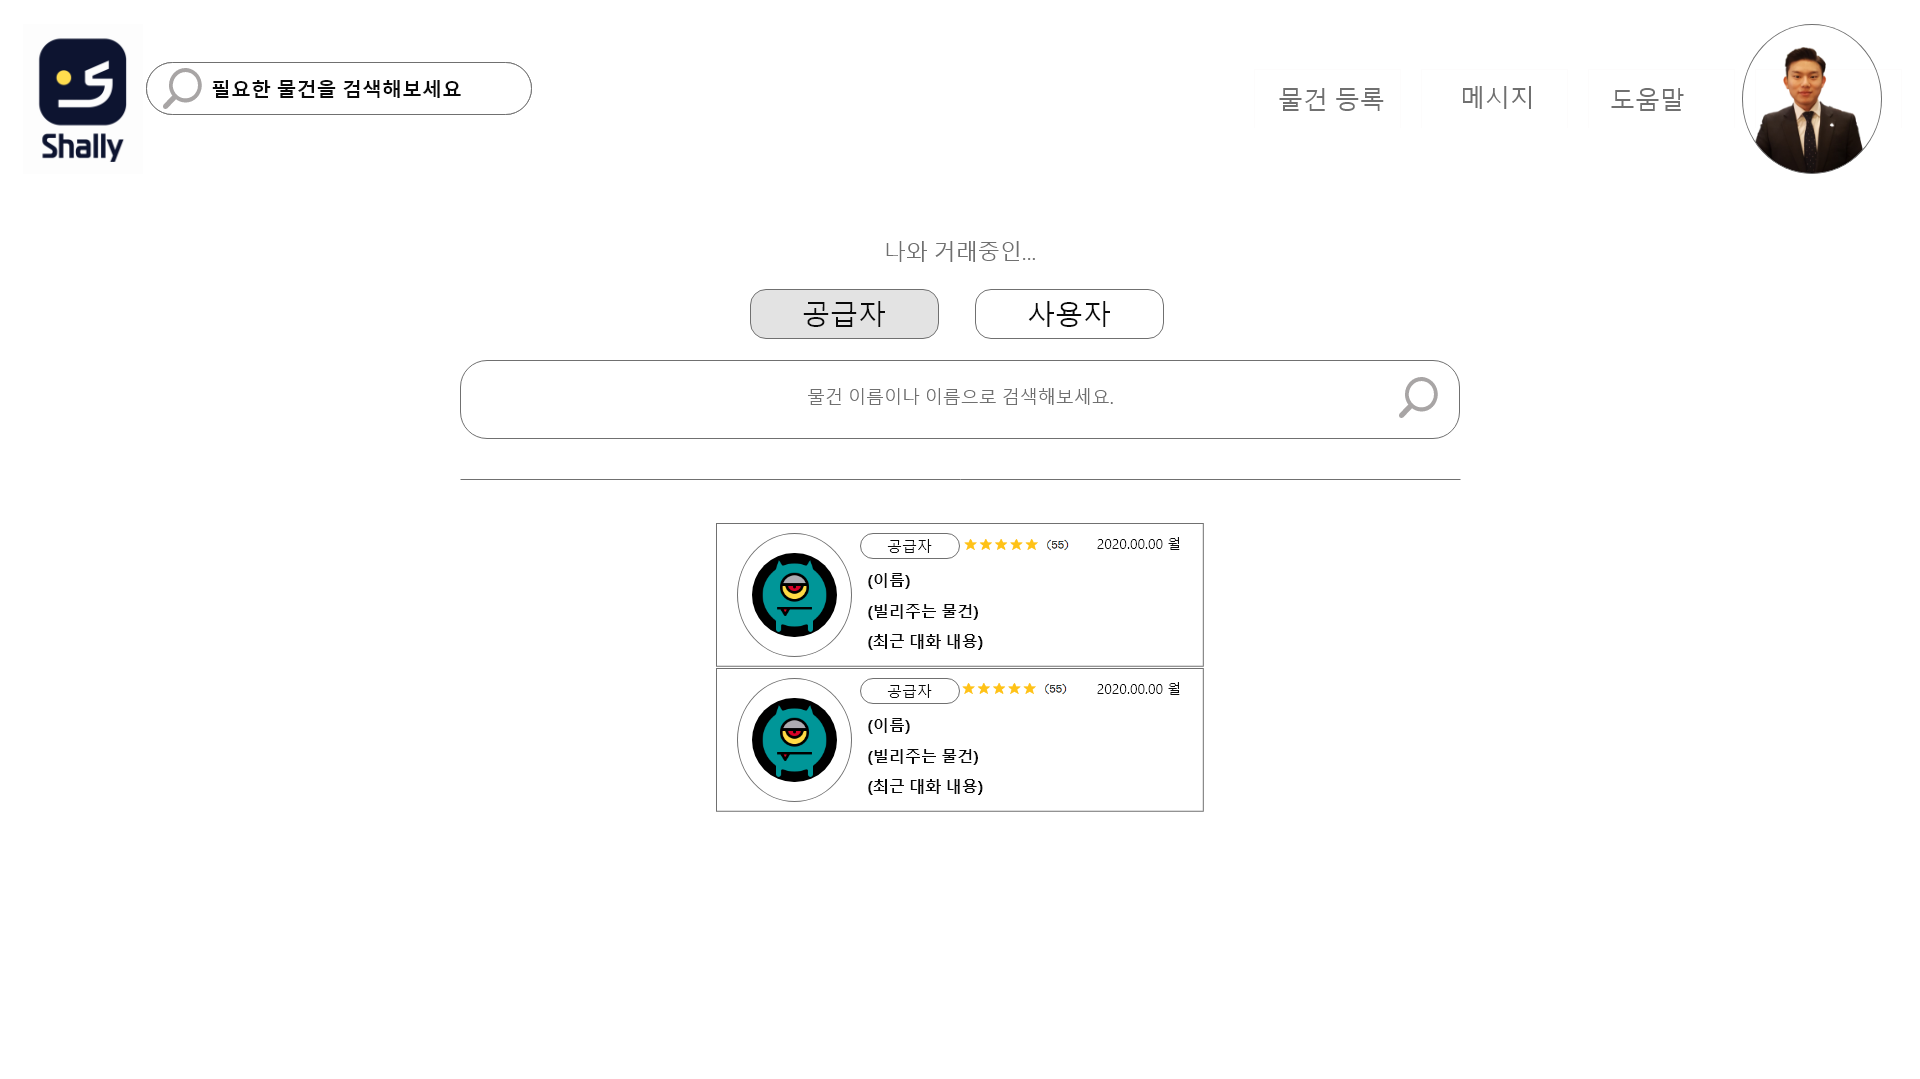 Shally
필요한 물건을 검색해보세요
물건 등록
메시지
도움말
나와 거래중인...
공급자
사용자
물건 이름이나 이름으로 검색해보세요.
공급자 (55) 2020.00.00 월
(이름)
(빌리주는 물건)
(최근 대화 내용)
공급자 (55) 2020.00.00 월
(이름)
(빌리주는 물건)
(최근 대화 내용)